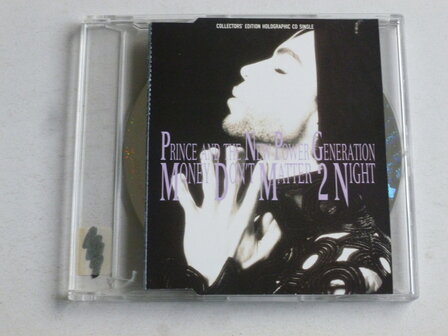 COLLECTORS' EDITION HOLOGRAPHIC CD SINGLE
PRINCE AND THE NEW POWER GENERATION
MONEY DON'T MATTER 2 NIGHT